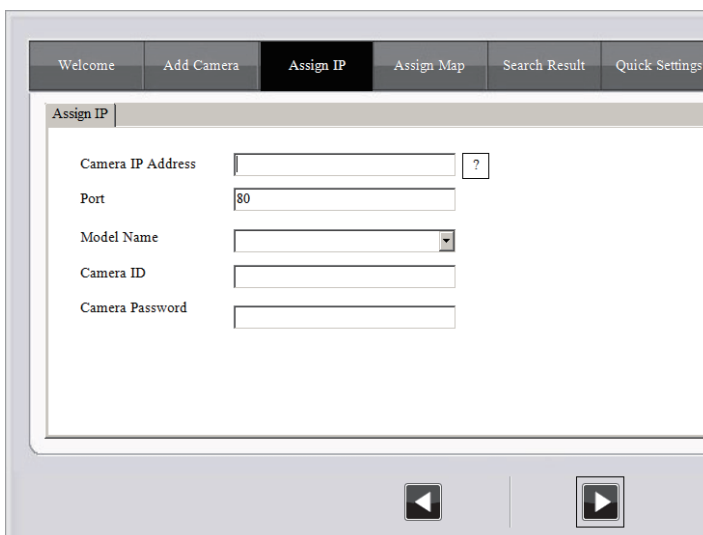 Welcome Add Camera Assign IP Assign Map Search Result Quick Settings
Assign IP
Camera IP Address ?
Port 80
Model Name
Camera ID
Camera Password